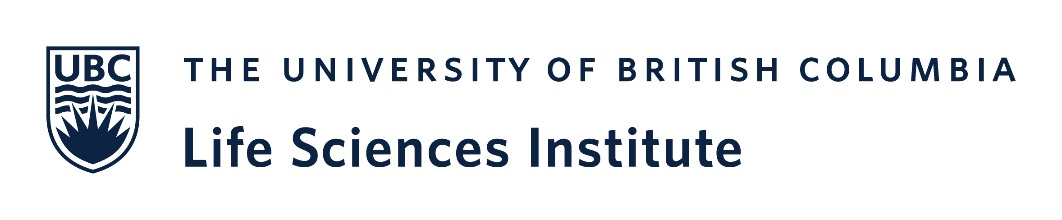 UBC
THE UNIVERSITY OF BRITISH COLUMBIA
Life Sciences Institute